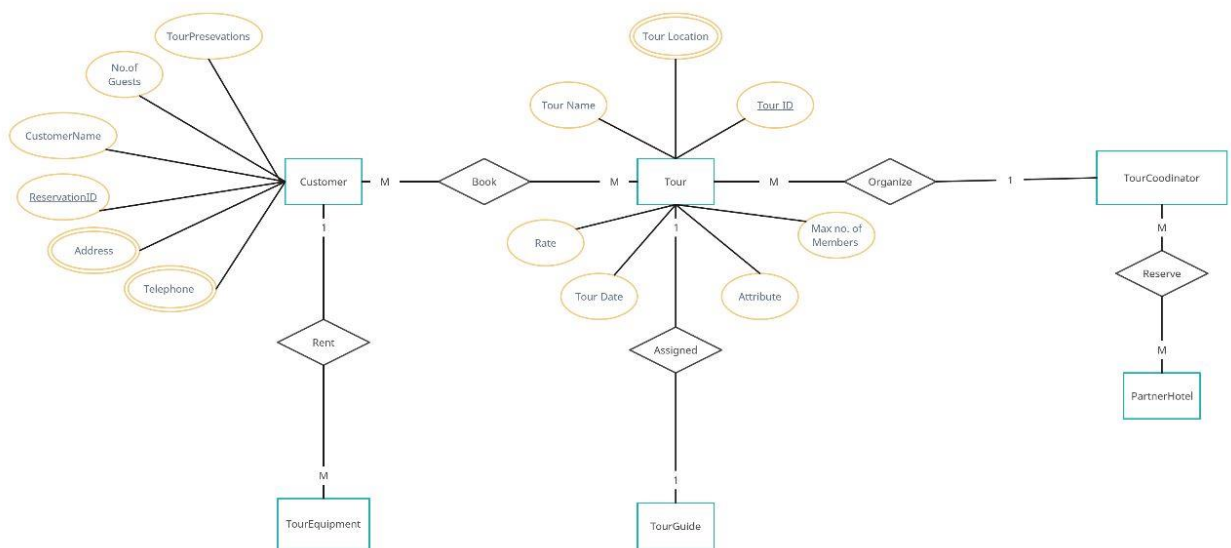 TourPresevations
Tour Location
No.of
Guests
Tour Name
Tour ID
CustomerName
Customer
M
Book
M
Tour
M
Organize
1
TourCoodinator
ReservationID
1
1
M
Address
Rate
Max no. of
Members
Telephone
Tour Date
Attribute
Reserve
Rent
Assigned
M
PartnerHotel
M
1
TourEquipment
TourGuide